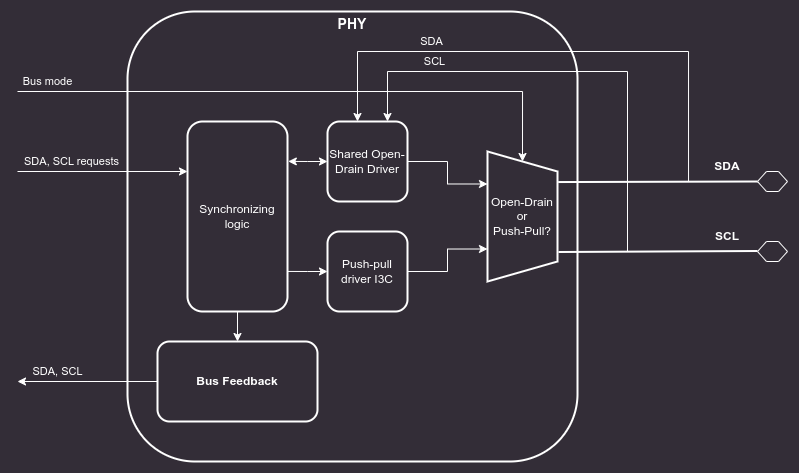 PHY
SDA
SCL
Bus mode
SDA, SCL requests
Synchronizing
logic
Shared Open-
Drain Driver
Push-pull
driver I3C
Open-Drain
or
Push-Pull?
SDA
SCL
Bus Feedback
SDA, SCL